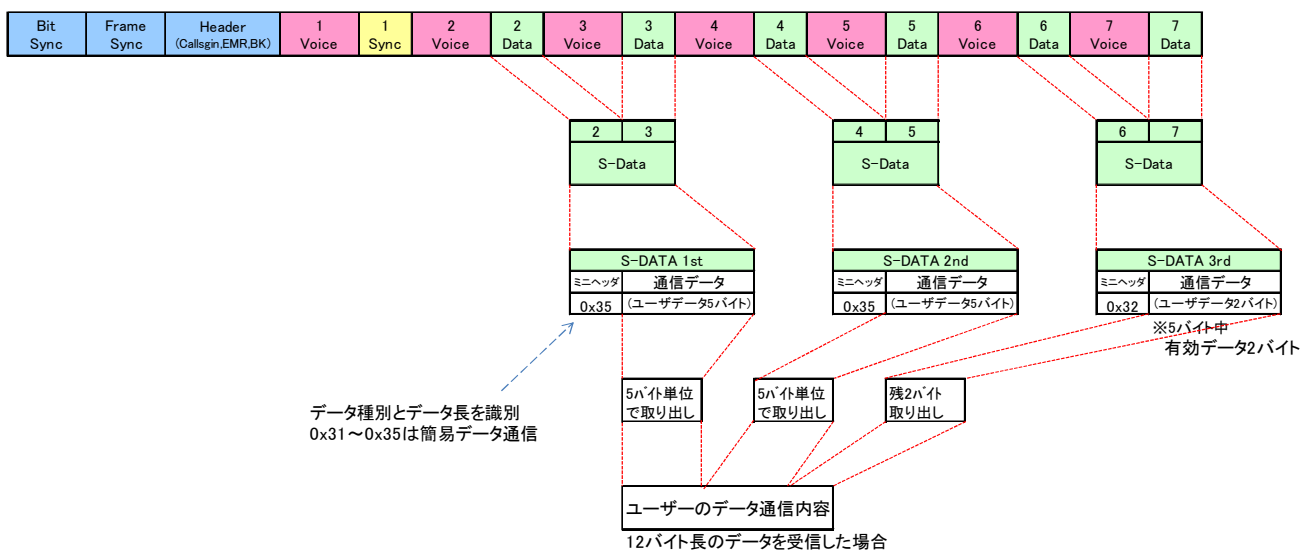 Bit Sync
Frame Sync
Header (Callsgin,EMR,BK)
1 Voice
1 Sync
2 Voice
2 Data
3 Voice
3 Data
4 Voice
4 Data
5 Voice
5 Data
6 Voice
6 Data
7 Voice
7 Data
2 3
S-Data
4 5
S-Data
6 7
S-Data
S-DATA 1st
ミニヘッダ 通信データ
0x35 (ユーザデータ5バイト)
S-DATA 2nd
ミニヘッダ 通信データ
0x35 (ユーザデータ5バイト)
S-DATA 3rd
ミニヘッダ 通信データ
0x32 (ユーザデータ2バイト)
※5バイト中
有効データ2バイト
5バイト単位
で取り出し
5バイト単位
で取り出し
残2バイト
取り出し
データ種別とデータ長を識別
0x31~0x35は簡易データ通信
ユーザーのデータ通信内容
12バイト長のデータを受信した場合